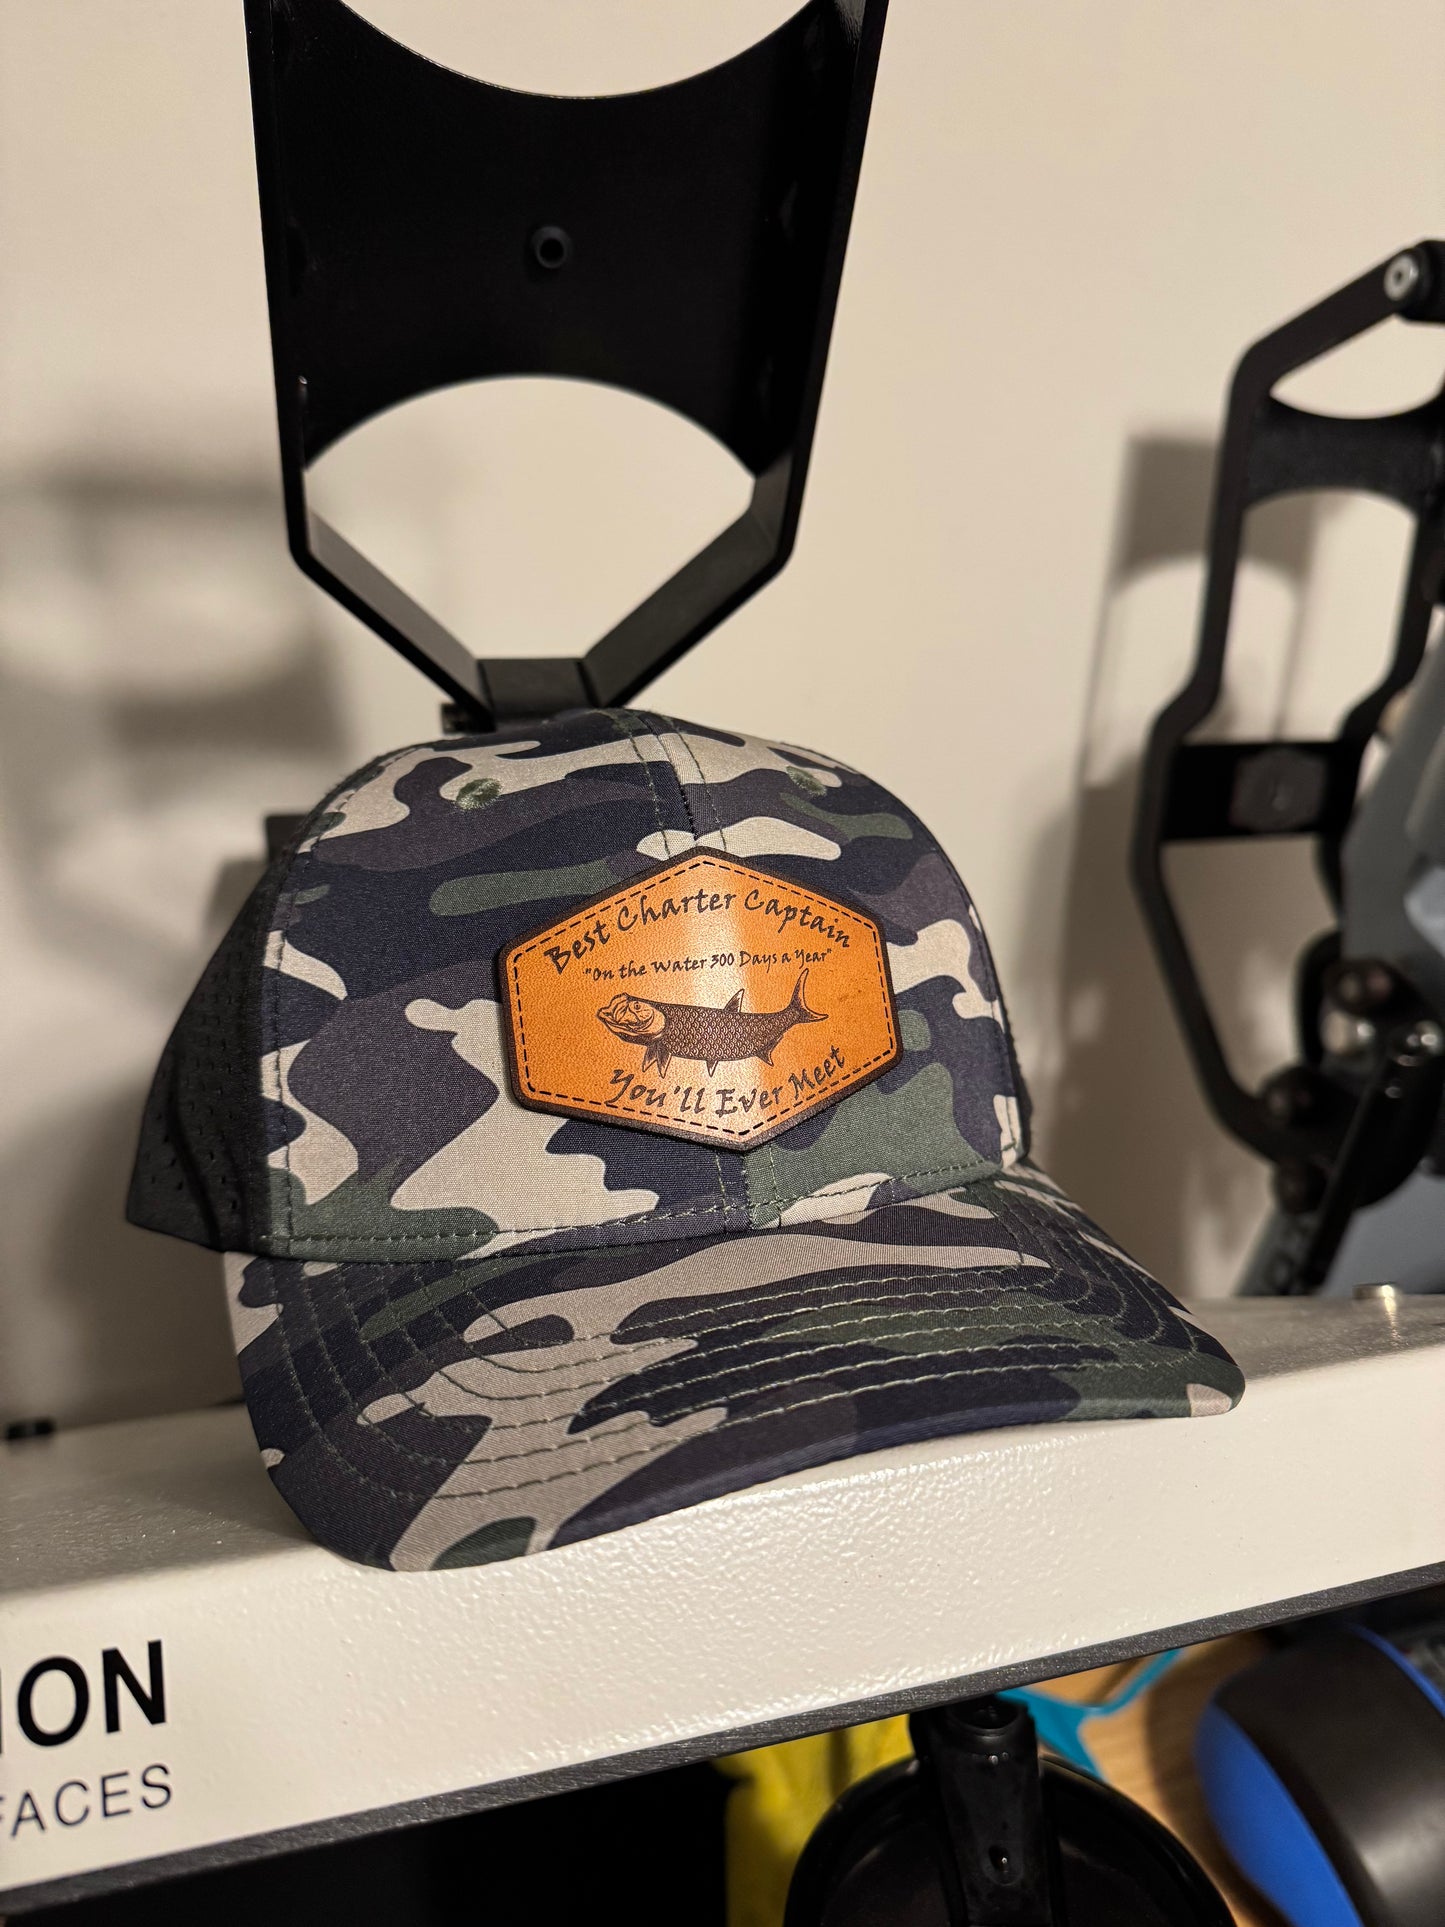 Best Charter Captain
"On the Water 300 Days a Year"
You'll Ever Meet
ION
FACES